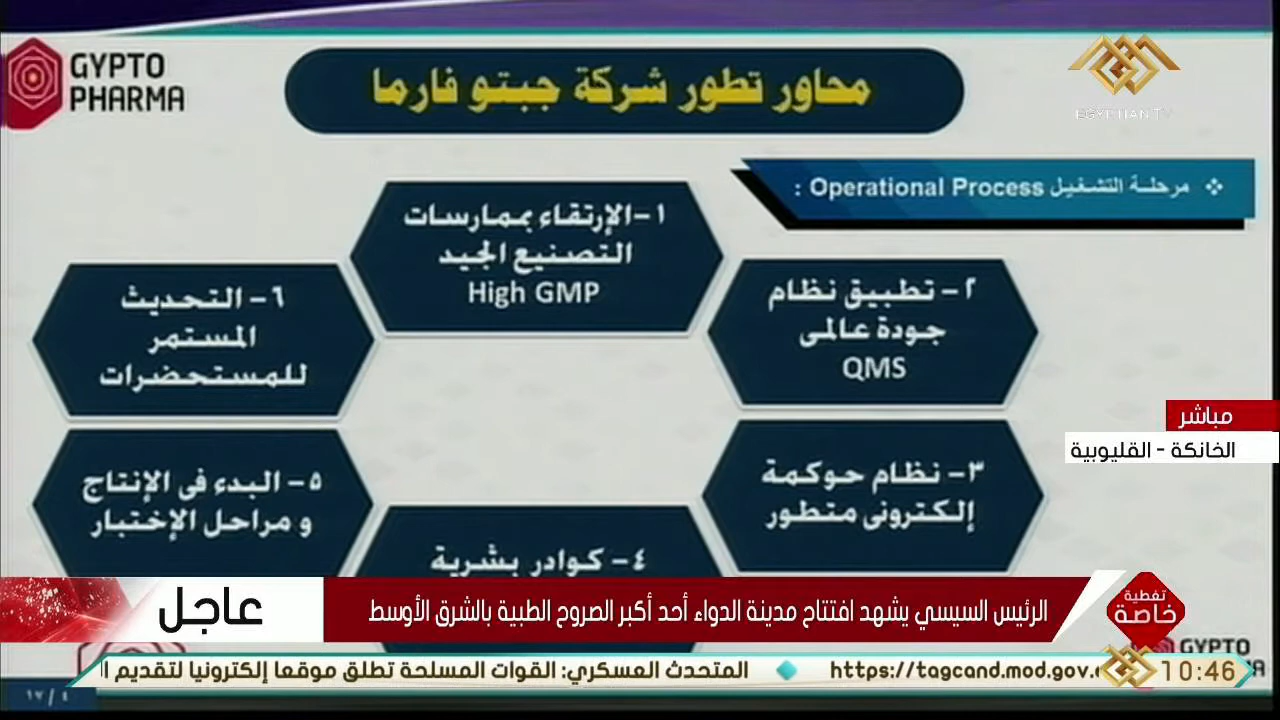 GYPTO
PHARMA
محاور تطور شركة جبتو فارما
EGYPTIAN TV
❖ مرحلة التشغيل Operational Process :
١- الإرتقاء بممارسات
التصنيع الجيد
High GMP
٢- تطبيق نظام
جودة عالمى
QMS
٣- نظام حوكمة
إلكترونى متطور
٤- كوادر بشرية
٥- البدء فى الإنتاج
و مراحل الإختبار
٦- التحديث
المستمر
للمستحضرات
مباشر
الخانكة - القليوبية
تغطية
خاصة
الرئيس السيسي يشهد افتتاح مدينة الدواء أحد أكبر الصروح الطبية بالشرق الأوسط
عاجل
GYPTO
10:46
https://tagcand.mod.gov.
المتحدث العسكري: القوات المسلحة تطلق موقعا إلكترونيا لتقديم
١٧ / ٤